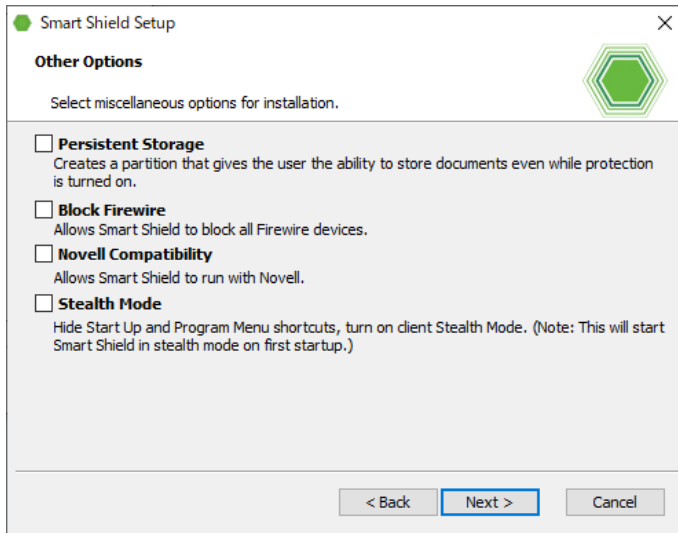 Smart Shield Setup
Other Options
Select miscellaneous options for installation.
Persistent Storage
Creates a partition that gives the user the ability to store documents even while protection
is turned on.
Block Firewire
Allows Smart Shield to block all Firewire devices.
Novell Compatibility
Allows Smart Shield to run with Novell.
Stealth Mode
Hide Start Up and Program Menu shortcuts, turn on client Stealth Mode. (Note: This will start
Smart Shield in stealth mode on first startup.)
< Back Next > Cancel